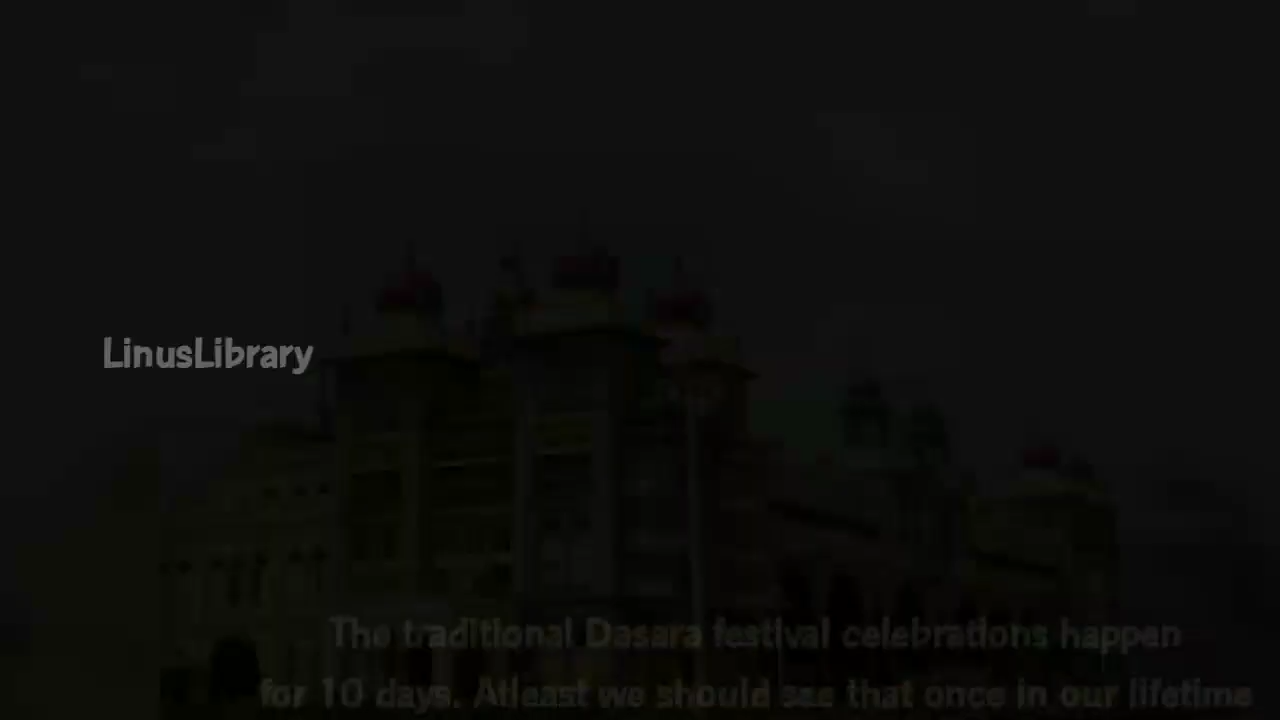 LinusLibrary
The traditional Dasara festival celebrations happen
for 10 days. Atleast we should see that once in our lifetime